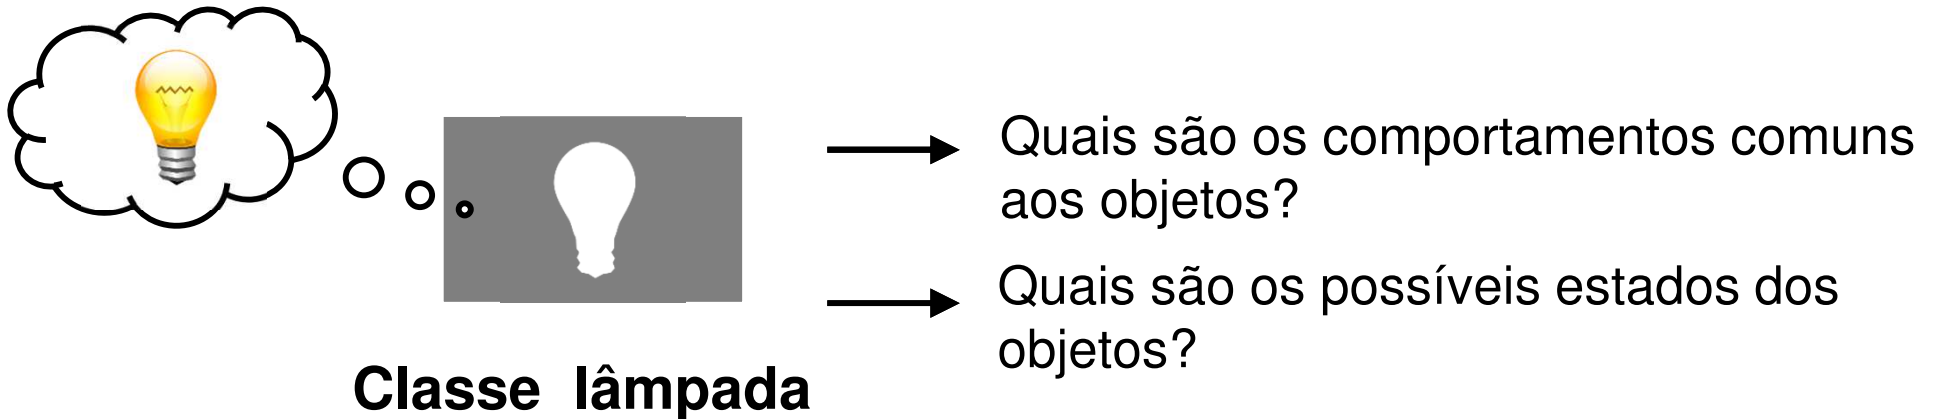 Quais são os comportamentos comuns
aos objetos?
Quais são os possíveis estados dos
objetos?
Classe lâmpada